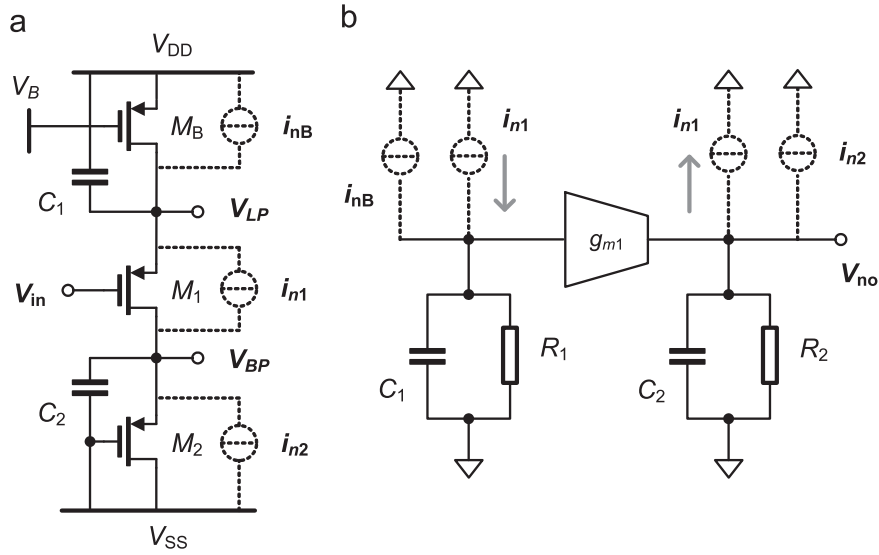 a
V_DD
V_B
M_B
i_nB
C_1
V_LP
V_in
M_1
i_n1
V_BP
C_2
M_2
i_n2
V_SS
b
i_n1
i_n1
i_nB
i_n2
g_m1
V_no
C_1
R_1
C_2
R_2